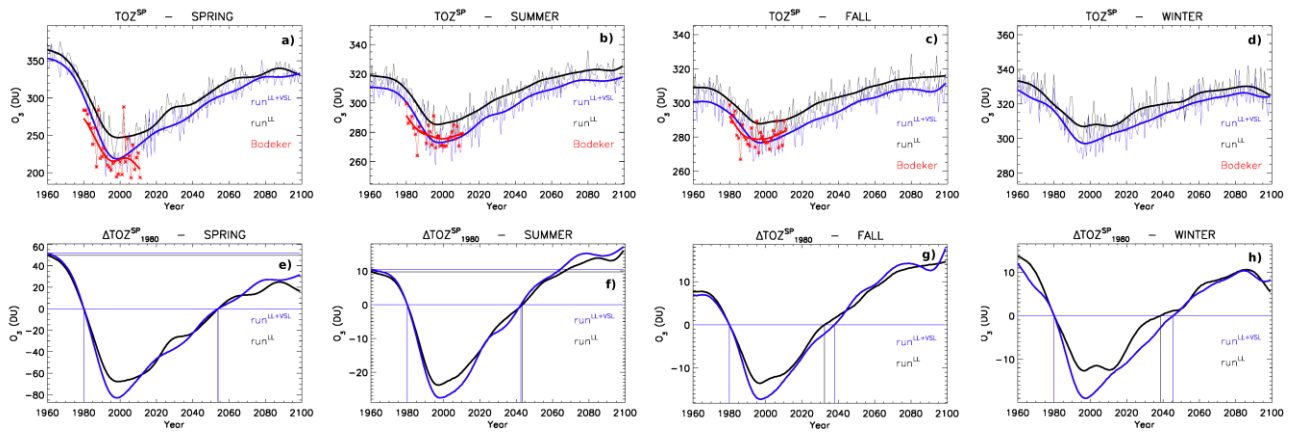 TOZ^SP – SPRING
a)
O₃ (DU)
350
300
250
200
run^LL+VSL
run^LL
Bodeker
1960 1980 2000 2020 2040 2060 2080 2100
Year
TOZ^SP – SUMMER
b)
O₃ (DU)
340
320
300
280
260
run^LL+VSL
run^LL
Bodeker
1960 1980 2000 2020 2040 2060 2080 2100
Year
TOZ^SP – FALL
c)
O₃ (DU)
340
320
300
280
260
run^LL+VSL
run^LL
Bodeker
1960 1980 2000 2020 2040 2060 2080 2100
Year
TOZ^SP – WINTER
d)
O₃ (DU)
360
340
320
300
280
run^LL+VSL
run^LL
1960 1980 2000 2020 2040 2060 2080 2100
Year
ΔTOZ^SP_1980 – SPRING
e)
O₃ (DU)
60
40
20
0
−20
−40
−60
−80
run^LL+VSL
run^LL
1960 1980 2000 2020 2040 2060 2080 2100
Year
ΔTOZ^SP_1980 – SUMMER
f)
O₃ (DU)
10
0
−10
−20
run^LL+VSL
run^LL
1960 1980 2000 2020 2040 2060 2080 2100
Year
ΔTOZ^SP_1980 – FALL
g)
O₃ (DU)
10
0
−10
run^LL+VSL
run^LL
1960 1980 2000 2020 2040 2060 2080 2100
Year
ΔTOZ^SP_1980 – WINTER
h)
O₃ (DU)
10
0
−10
run^LL+VSL
run^LL
1960 1980 2000 2020 2040 2060 2080 2100
Year